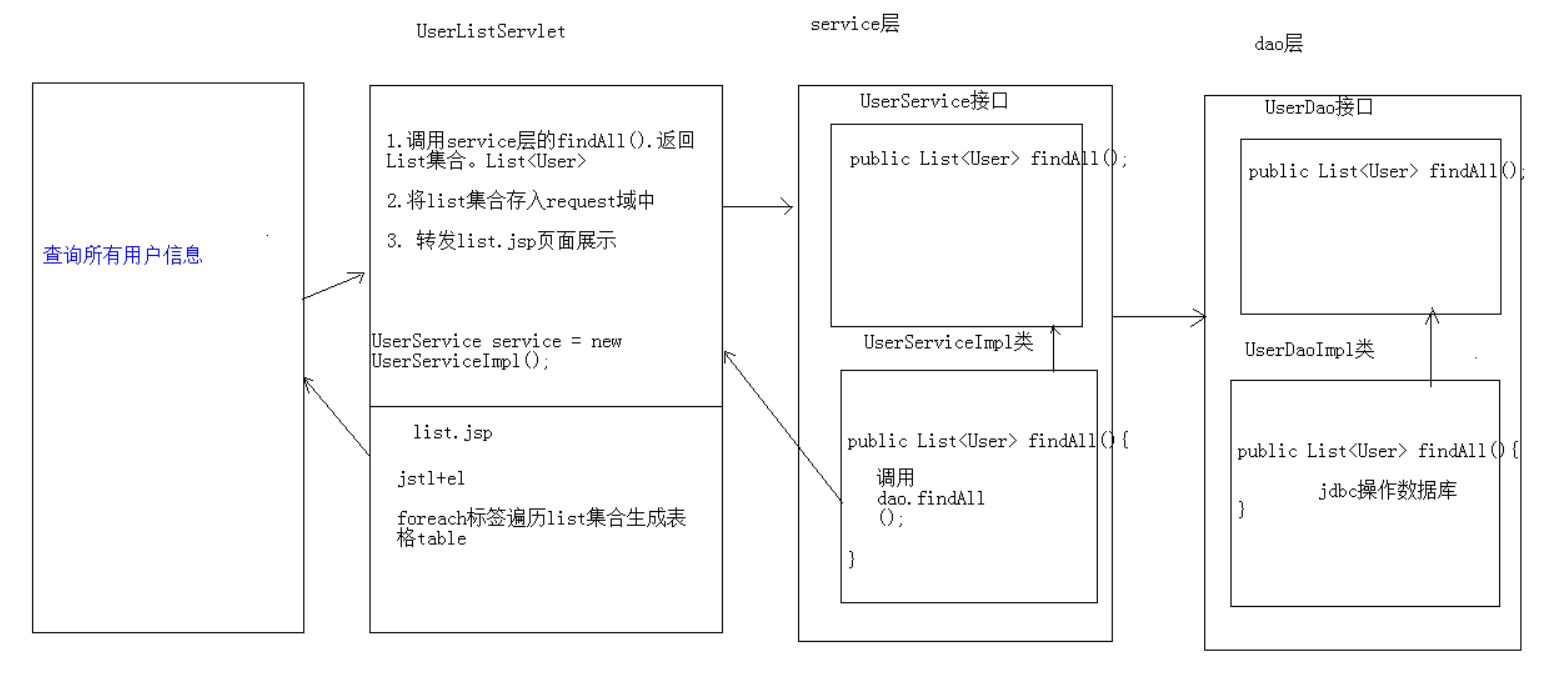 UserListServlet
service层
dao层
查询所有用户信息
1.调用service层的findAll().返回
List集合。List<User>
2.将list集合存入request域中
3. 转发list.jsp页面展示
UserService service = new
UserServiceImpl();
list.jsp
jstl+el
foreach标签遍历list集合生成表
格table
UserService接口
public List<User> findAll();
UserServiceImpl类
public List<User> findAll(){
调用
dao.findAll
();
}
UserDao接口
public List<User> findAll();
UserDaoImpl类
public List<User> findAll(){
jdbc操作数据库
}